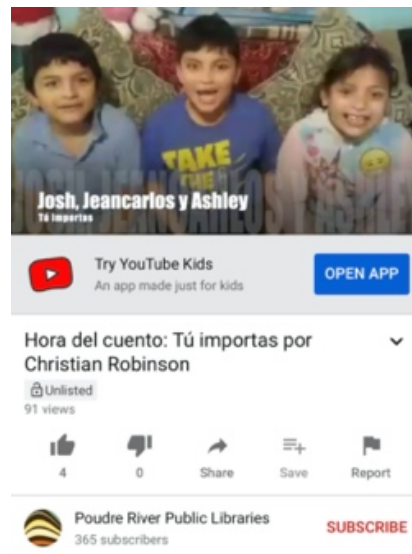 TAKE
THE
Josh, Jeancarlos y Ashley
Tú importas
Try YouTube Kids
An app made just for kids
OPEN APP
Hora del cuento: Tú importas por
Christian Robinson
Unlisted
91 views
4
0
Share
Save
Report
Poudre River Public Libraries
365 subscribers
SUBSCRIBE